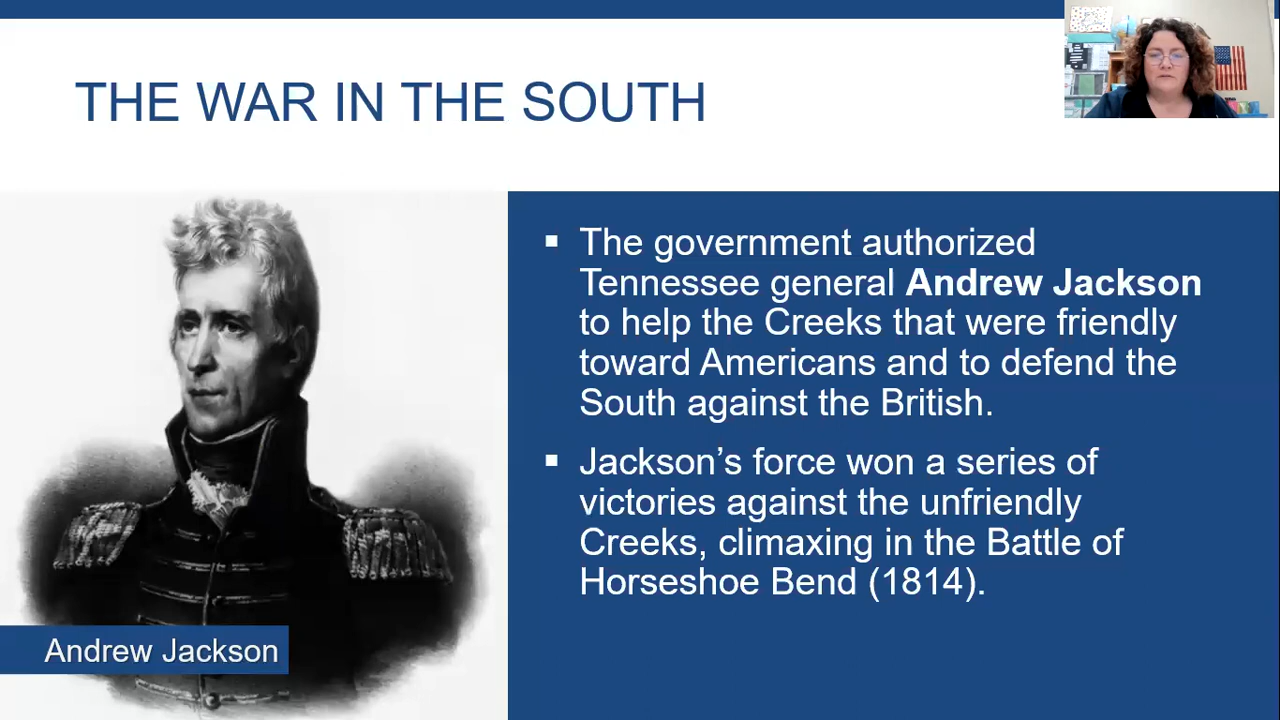 THE WAR IN THE SOUTH
▪ The government authorized
Tennessee general Andrew Jackson
to help the Creeks that were friendly
toward Americans and to defend the
South against the British.
▪ Jackson’s force won a series of
victories against the unfriendly
Creeks, climaxing in the Battle of
Horseshoe Bend (1814).
Andrew Jackson